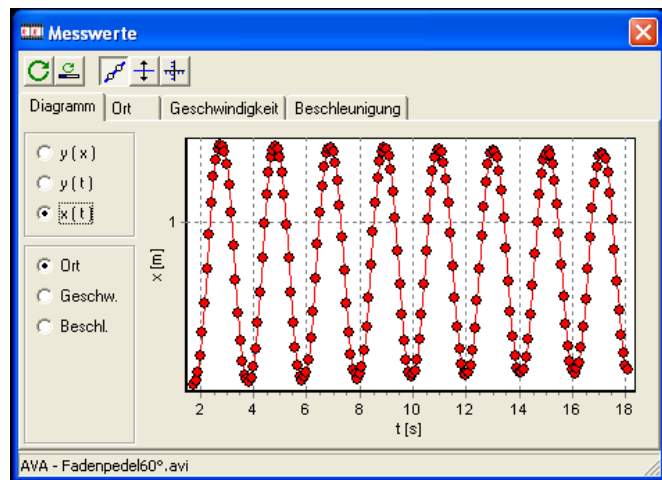 Messwerte
Diagramm Ort Geschwindigkeit Beschleunigung
y(x)
y(t)
x(t)
Ort
Geschw.
Beschl.
1
x [m]
2 4 6 8 10 12 14 16 18
t [s]
AVA - Fadenpedel60°.avi